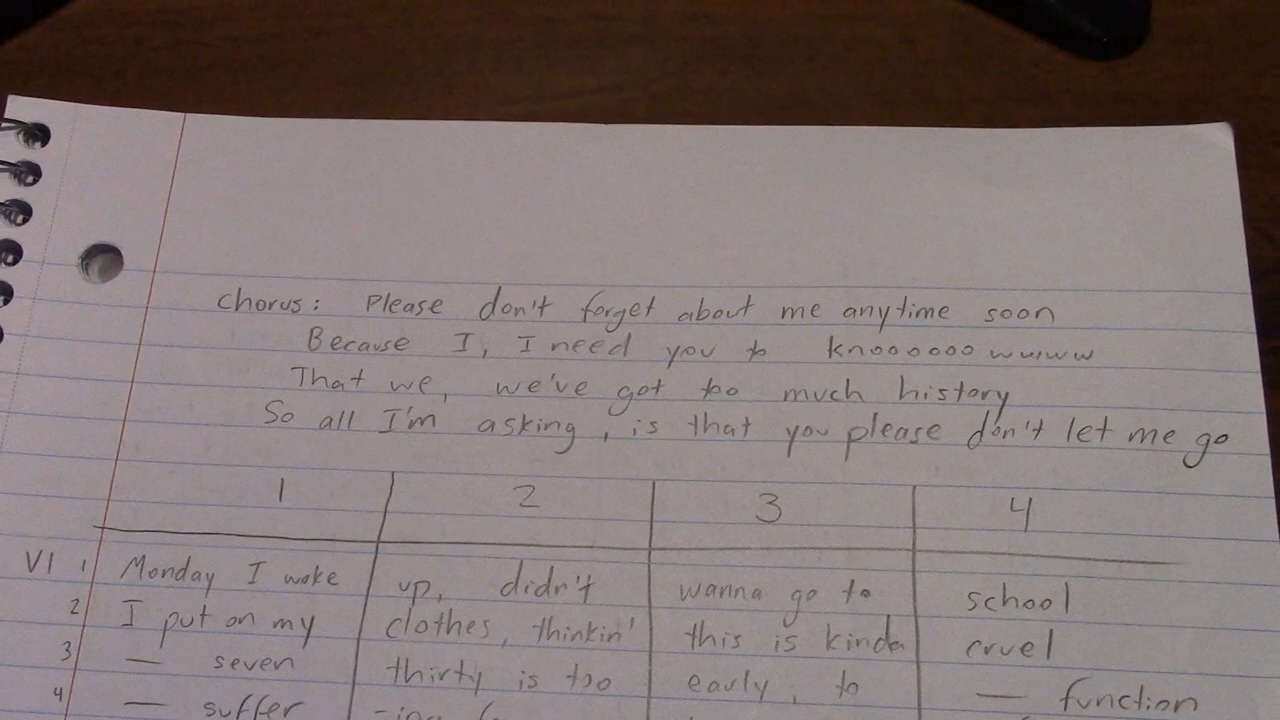 Chorus: Please don't forget about me anytime soon
Because I, I need you to knoooooowwww
That we, we've got too much history
So all I'm asking, is that you please don't let me go
1 2 3 4
V1 1 Monday I woke up, didn't wanna go to school
2 I put on my clothes, thinkin' this is kinda cruel
3 — seven thirty is too early, to — function
4 — suffer -ing